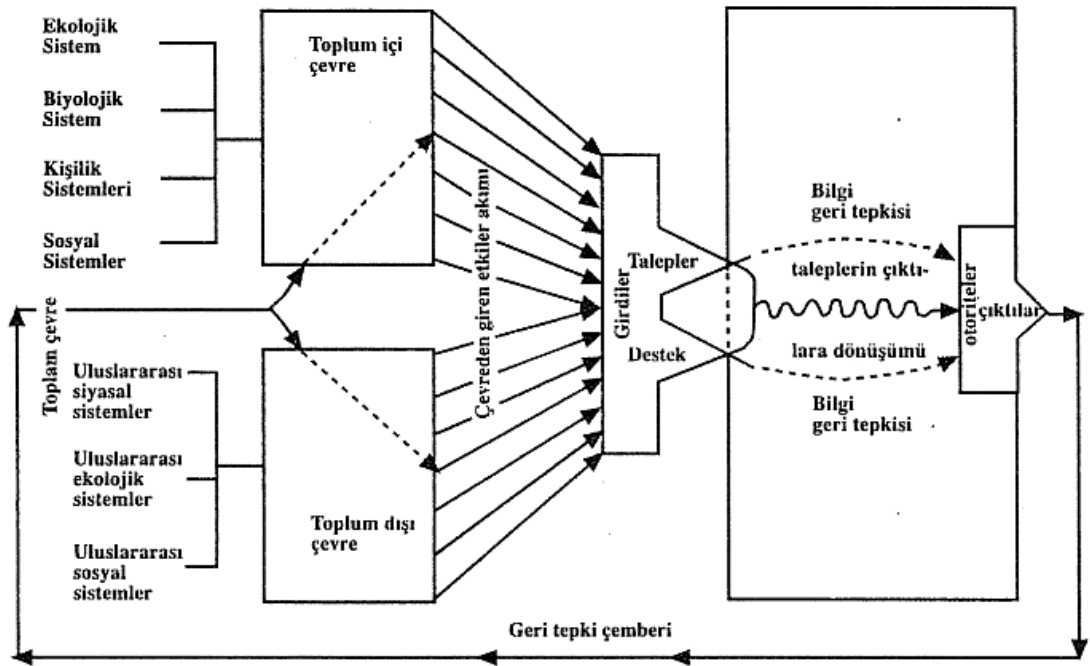 Ekolojik
Sistem
Biyolojik
Sistem
Kişilik
Sistemleri
Sosyal
Sistemler
Toplum içi
çevre
Toplam çevre
Uluslararası
siyasal
sistemler
Uluslararası
ekolojik
sistemler
Uluslararası
sosyal
sistemler
Toplum dışı
çevre
Çevreden giren etkiler akımı
Girdiler
Talepler
Destek
Bilgi
geri tepkisi
taleplerin çıktı-
lara dönüşümü
Bilgi
geri tepkisi
otoriteler
çıktılar
Geri tepki çemberi